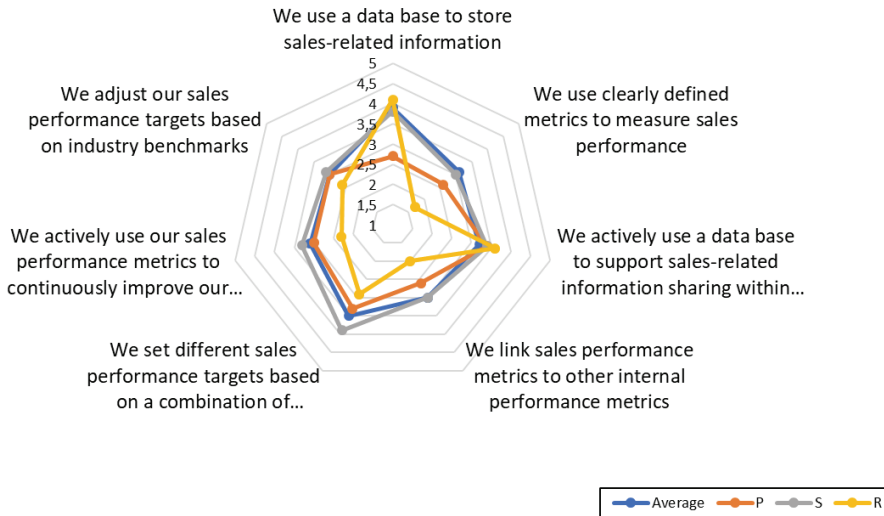 We use a data base to store
sales-related information
We adjust our sales
performance targets based
on industry benchmarks
We use clearly defined
metrics to measure sales
performance
5
4,5
4
3,5
3
2,5
2
1,5
1
We actively use our sales
performance metrics to
continuously improve our...
We actively use a data base
to support sales-related
information sharing within...
We set different sales
performance targets based
on a combination of...
We link sales performance
metrics to other internal
performance metrics
Average P S R